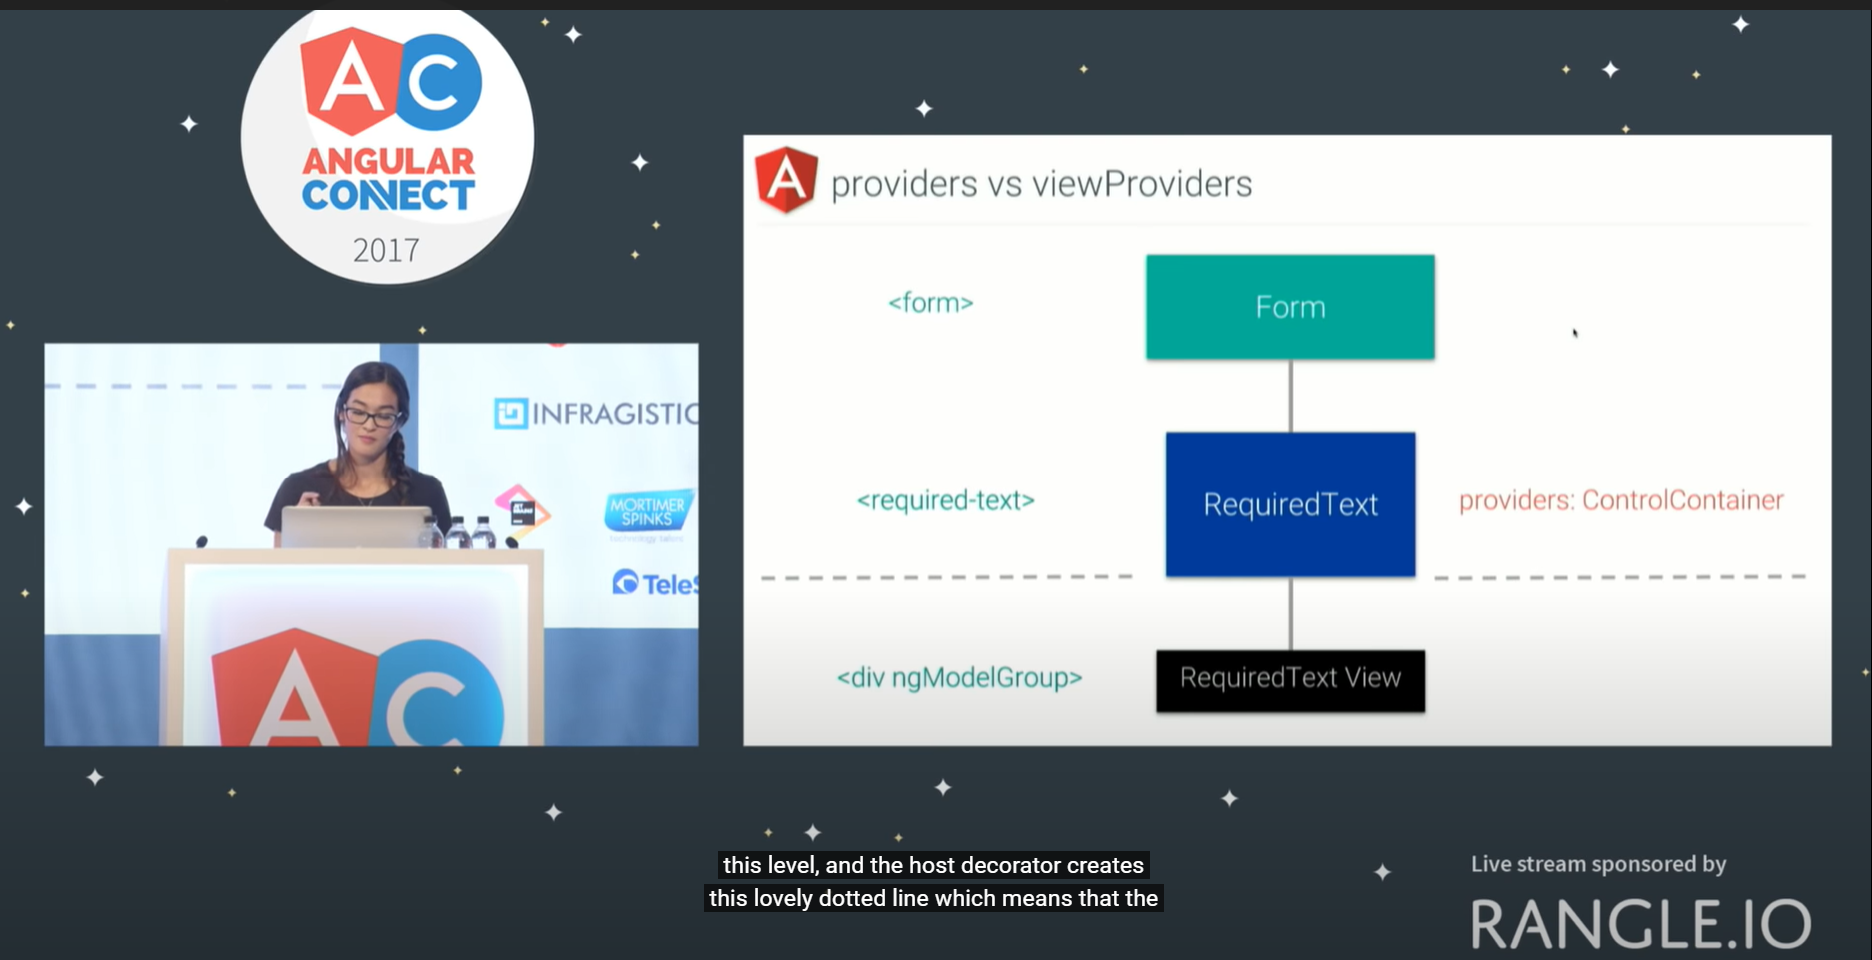 AC
ANGULAR
CONNECT
2017
providers vs viewProviders
<form>
Form
<required-text>
RequiredText
providers: ControlContainer
<div ngModelGroup>
RequiredText View
INFRAGISTIC
MORTIMER
SPINKS
technology talent
Teles
AC
this level, and the host decorator creates
this lovely dotted line which means that the
Live stream sponsored by
RANGLE.IO